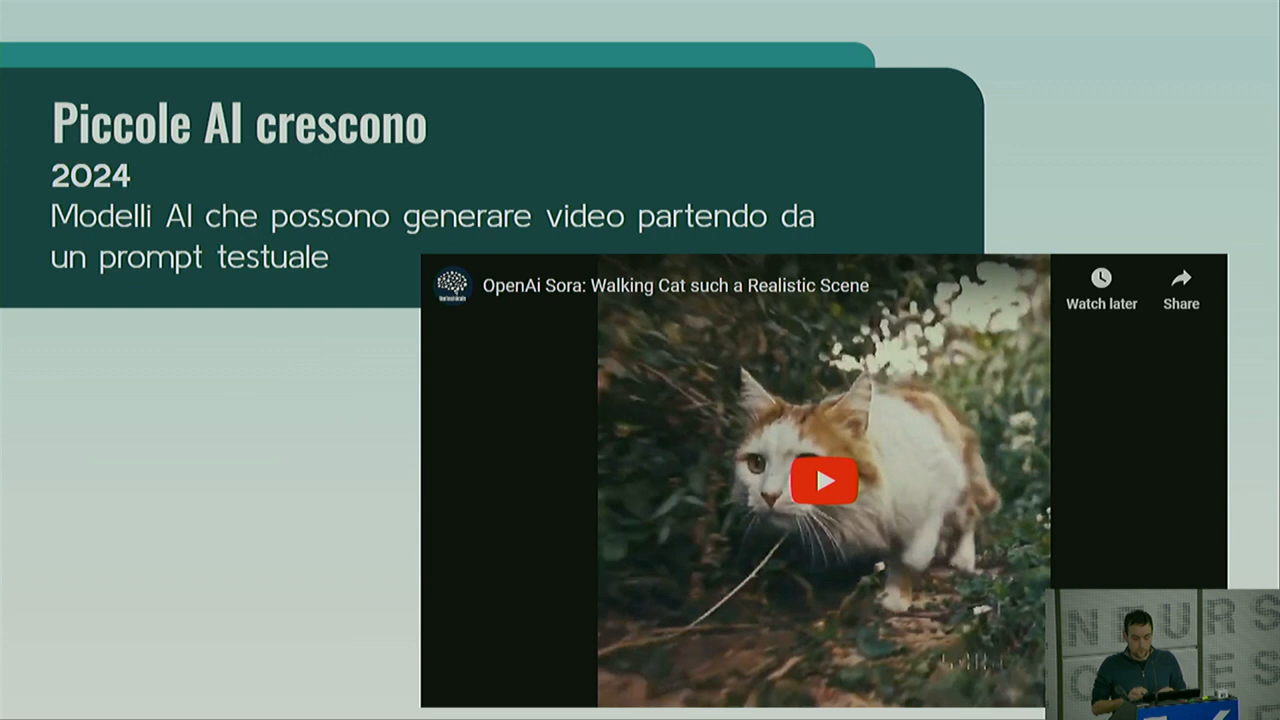 Piccole AI crescono
2024
Modelli AI che possono generare video partendo da
un prompt testuale
OpenAi Sora: Walking Cat such a Realistic Scene
Watch later
Share